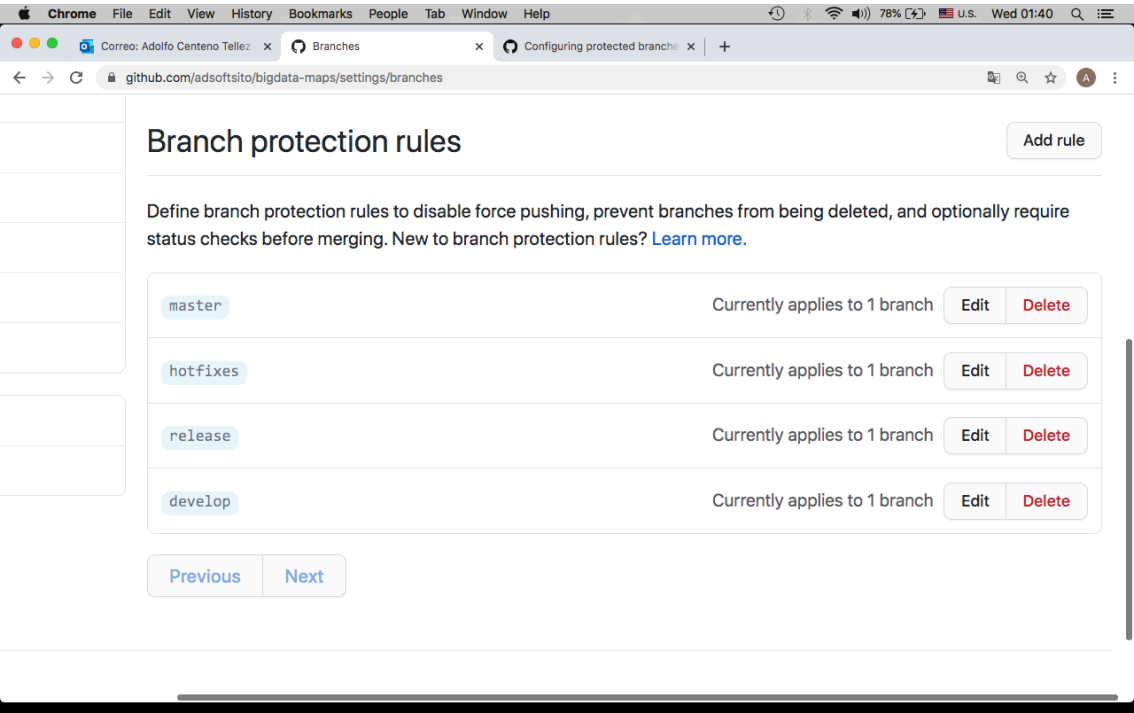 Chrome File Edit View History Bookmarks People Tab Window Help 78% U.S. Wed 01:40
Correo: Adolfo Centeno Tellez Branches Configuring protected branche
github.com/adsoftsito/bigdata-maps/settings/branches A
Branch protection rules Add rule
Define branch protection rules to disable force pushing, prevent branches from being deleted, and optionally require
status checks before merging. New to branch protection rules? Learn more.
master Currently applies to 1 branch Edit Delete
hotfixes Currently applies to 1 branch Edit Delete
release Currently applies to 1 branch Edit Delete
develop Currently applies to 1 branch Edit Delete
Previous Next